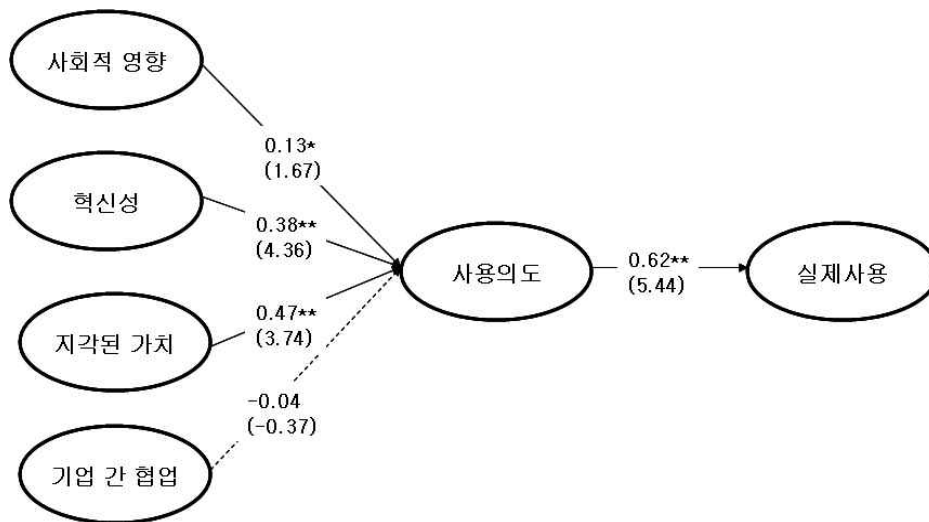 사회적 영향
0.13*
(1.67)
혁신성
0.38**
(4.36)
사용의도
0.62**
(5.44)
실제사용
지각된 가치
0.47**
(3.74)
-0.04
(-0.37)
기업 간 협업